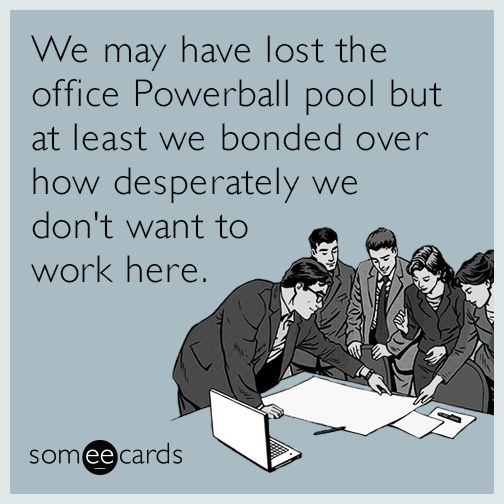 We may have lost the
office Powerball pool but
at least we bonded over
how desperately we
don't want to
work here.
someecards